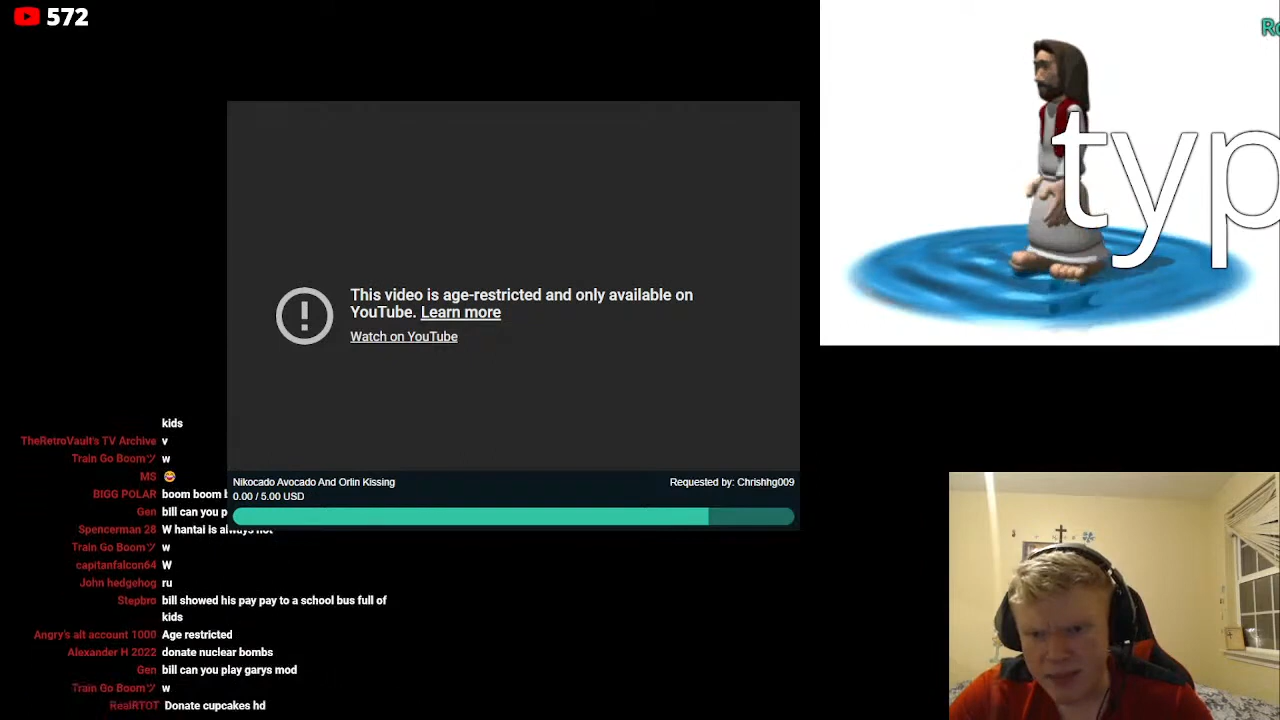 572
Ro
typ
This video is age-restricted and only available on
YouTube. Learn more
Watch on YouTube
Nikocado Avocado And Orlin Kissing
Requested by: Chrishhg009
0.00 / 5.00 USD
kids
TheRetroVault's TV Archive v
Train Go Boomツ w
MS 😂
BIGG POLAR boom boom
Gen bill can you p
Spencerman 28 W hantai is always hot
Train Go Boomツ w
capitanfalcon64 W
John hedgehog ru
Stepbro bill showed his pay pay to a school bus full of
kids
Angry's alt account 1000 Age restricted
Alexander H 2022 donate nuclear bombs
Gen bill can you play garys mod
Train Go Boomツ w
RealRTOT Donate cupcakes hd